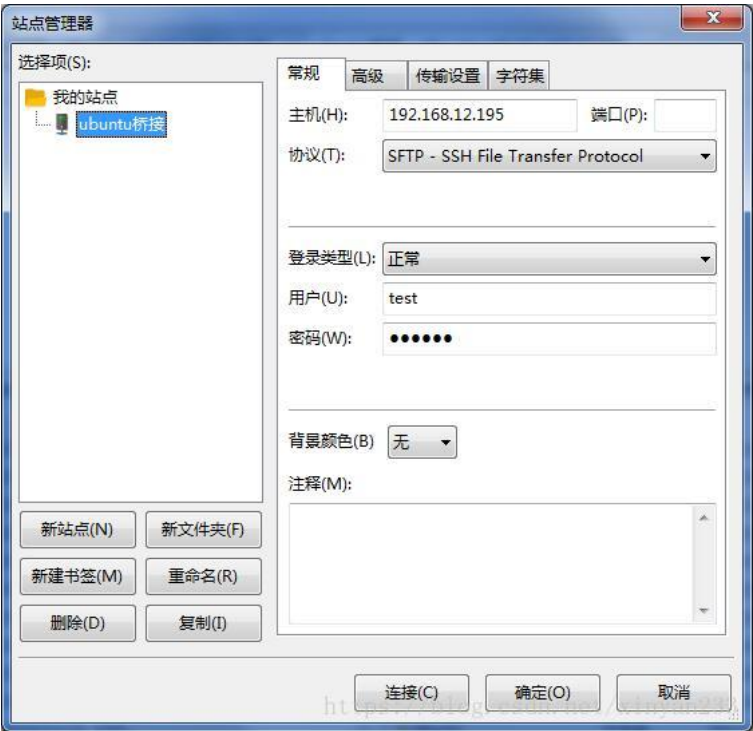 站点管理器
选择项(S):
我的站点
ubuntu桥接
新站点(N) 新文件夹(F)
新建书签(M) 重命名(R)
删除(D) 复制(I)
常规 高级 传输设置 字符集
主机(H): 192.168.12.195 端口(P):
协议(T): SFTP - SSH File Transfer Protocol
登录类型(L): 正常
用户(U): test
密码(W): ●●●●●●
背景颜色(B) 无
注释(M):
连接(C) 确定(O) 取消